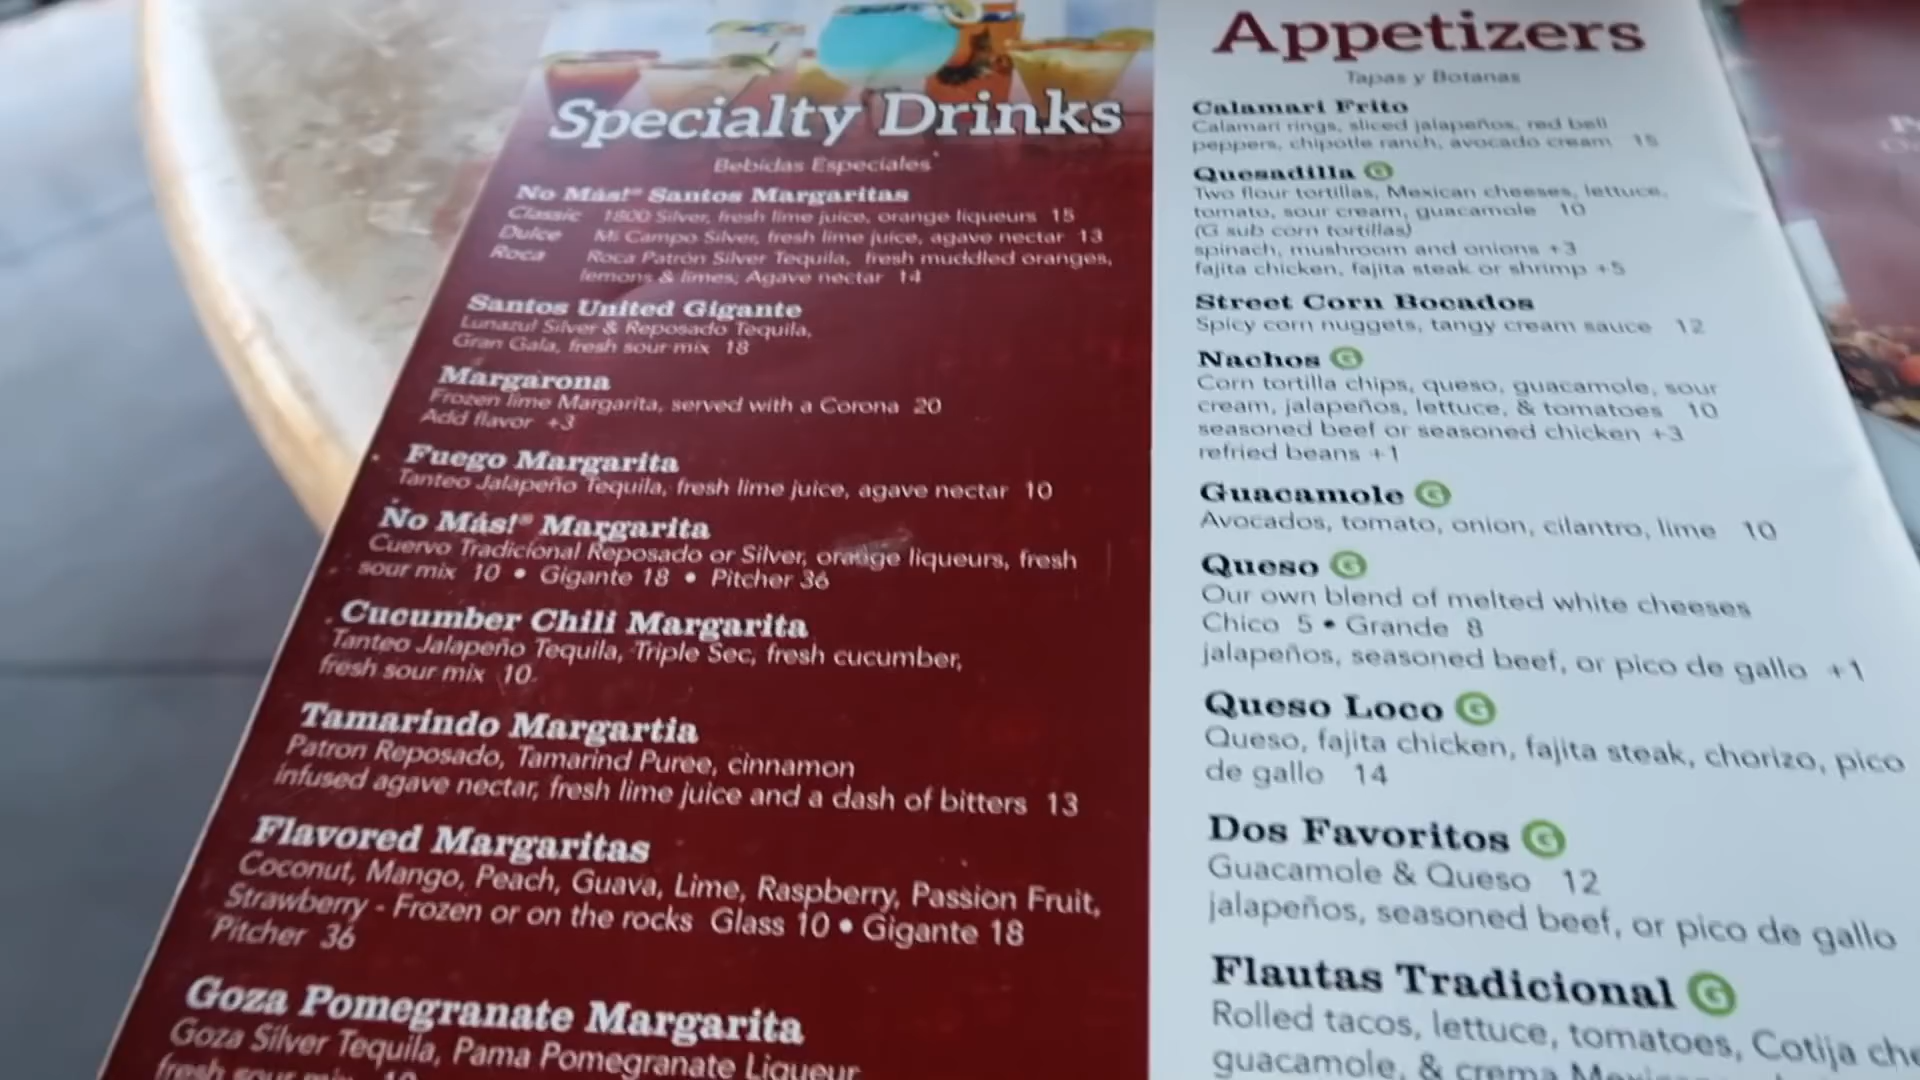 Specialty Drinks
Bebidas Especiales
No Más!® Santos Margaritas
Classic 1800 Silver, fresh lime juice, orange liqueurs 15
Dulce Mi Campo Silver, fresh lime juice, agave nectar 13
Roca Roca Patrón Silver Tequila, fresh muddled oranges,
lemons & limes; Agave nectar 14
Santos United Gigante
Lunazul Silver & Reposado Tequila,
Gran Gala, fresh sour mix 18
Margarona
Frozen lime Margarita, served with a Corona 20
Add flavor +3
Fuego Margarita
Tanteo Jalapeño Tequila, fresh lime juice, agave nectar 10
No Más!® Margarita
Cuervo Tradicional Reposado or Silver, orange liqueurs, fresh
sour mix 10 • Gigante 18 • Pitcher 36
Cucumber Chili Margarita
Tanteo Jalapeño Tequila, Triple Sec, fresh cucumber,
fresh sour mix 10
Tamarindo Margartia
Patron Reposado, Tamarind Puree, cinnamon
infused agave nectar, fresh lime juice and a dash of bitters 13
Flavored Margaritas
Coconut, Mango, Peach, Guava, Lime, Raspberry, Passion Fruit,
Strawberry - Frozen or on the rocks Glass 10 • Gigante 18
Pitcher 36
Goza Pomegranate Margarita
Goza Silver Tequila, Pama Pomegranate Liqueur
fresh sour mix 10
Appetizers
Tapas y Botanas
Calamari Frito
Calamari rings, sliced jalapeños, red bell
peppers, chipotle ranch, avocado cream 15
Quesadilla G
Two flour tortillas, Mexican cheeses, lettuce,
tomato, sour cream, guacamole 10
(G sub corn tortillas)
spinach, mushroom and onions +3
fajita chicken, fajita steak or shrimp +5
Street Corn Bocados
Spicy corn nuggets, tangy cream sauce 12
Nachos G
Corn tortilla chips, queso, guacamole, sour
cream, jalapeños, lettuce, & tomatoes 10
seasoned beef or seasoned chicken +3
refried beans +1
Guacamole G
Avocados, tomato, onion, cilantro, lime 10
Queso G
Our own blend of melted white cheeses
Chico 5 • Grande 8
jalapeños, seasoned beef, or pico de gallo +1
Queso Loco G
Queso, fajita chicken, fajita steak, chorizo, pico
de gallo 14
Dos Favoritos G
Guacamole & Queso 12
jalapeños, seasoned beef, or pico de gallo
Flautas Tradicional G
Rolled tacos, lettuce, tomatoes, Cotija che
guacamole, & crema